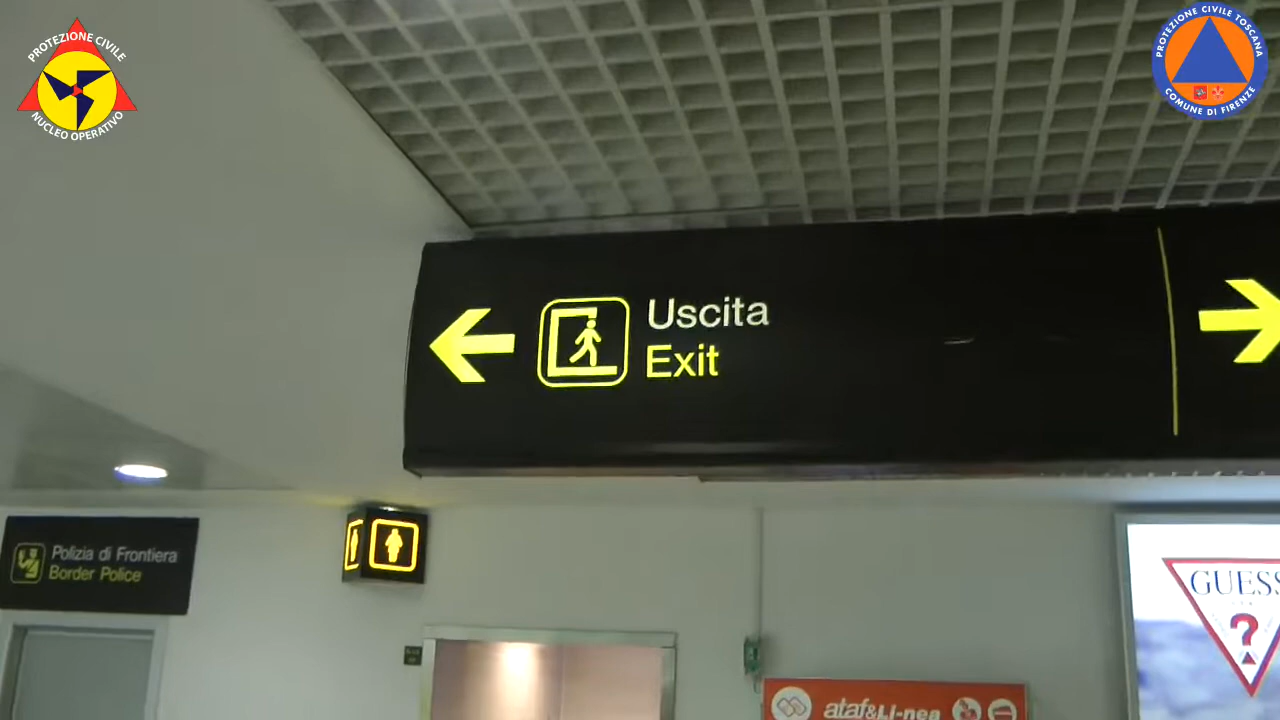 PROTEZIONE CIVILE
NUCLEO OPERATIVO
PROTEZIONE CIVILE TOSCANA
COMUNE DI FIRENZE
Uscita
Exit
Polizia di Frontiera
Border Police
GUESS
?
ataf&Li-nea